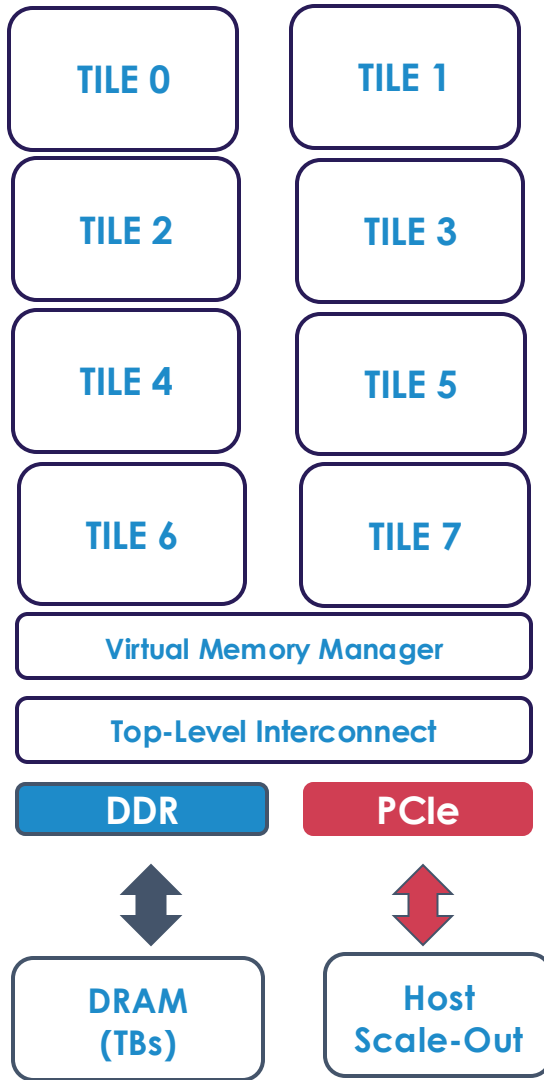 TILE 0
TILE 1
TILE 2
TILE 3
TILE 4
TILE 5
TILE 6
TILE 7
Virtual Memory Manager
Top-Level Interconnect
DDR
PCIe
DRAM
(TBs)
Host
Scale-Out